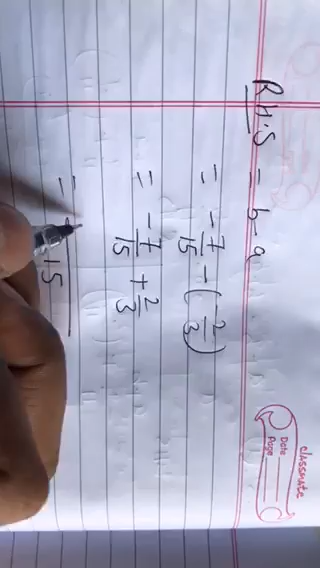 classmate
Date
Page
R.H.S = b - a
= -7/15 - (-2/3)
= -7/15 + 2/3
= 15